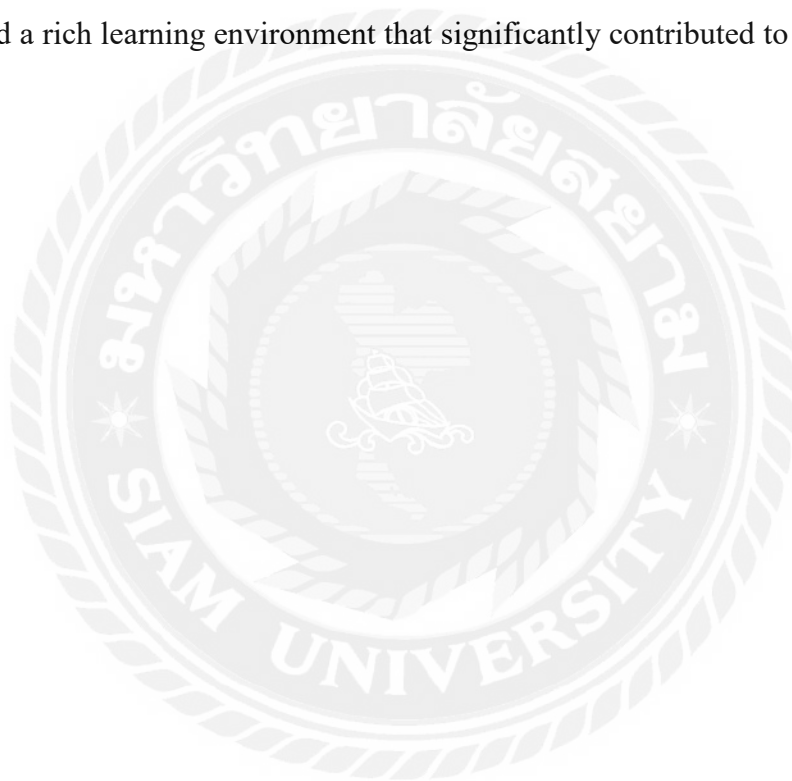 d a rich learning environment that significantly contributed to
มหาวิทยาลัยสยาม
SIAM UNIVERSITY